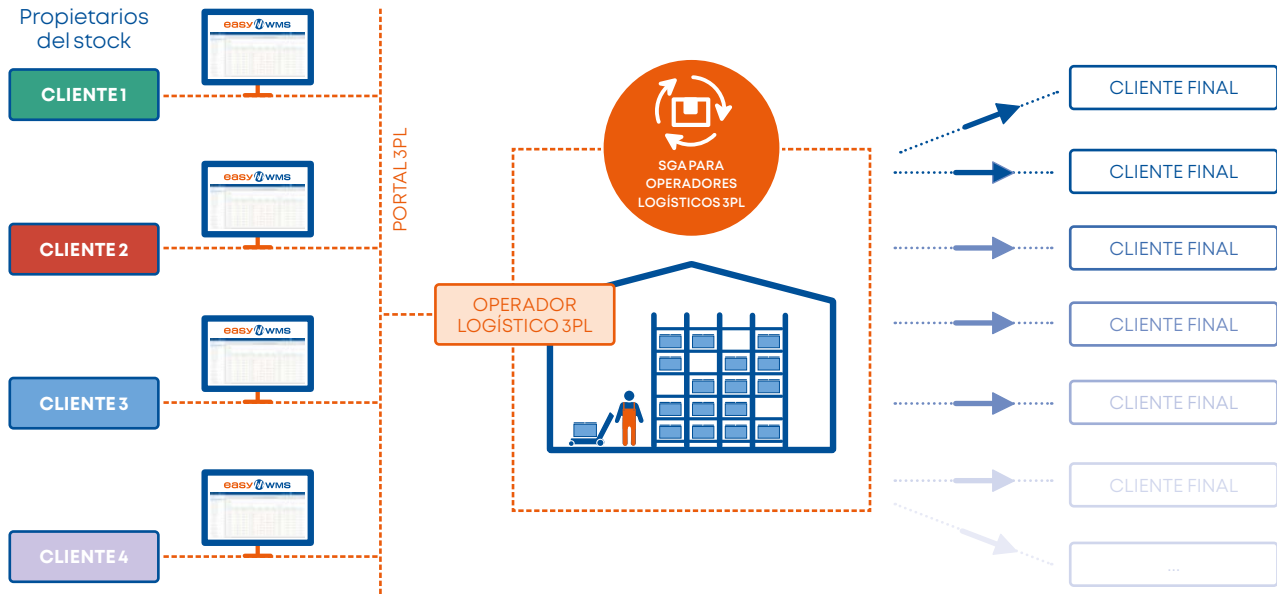 Propietarios
del stock
easy WMS
CLIENTE 1
easy WMS
CLIENTE 2
easy WMS
CLIENTE 3
easy WMS
CLIENTE 4
PORTAL 3PL
SGA PARA
OPERADORES
LOGÍSTICOS 3PL
OPERADOR
LOGÍSTICO 3PL
CLIENTE FINAL
CLIENTE FINAL
CLIENTE FINAL
CLIENTE FINAL
CLIENTE FINAL
CLIENTE FINAL
...